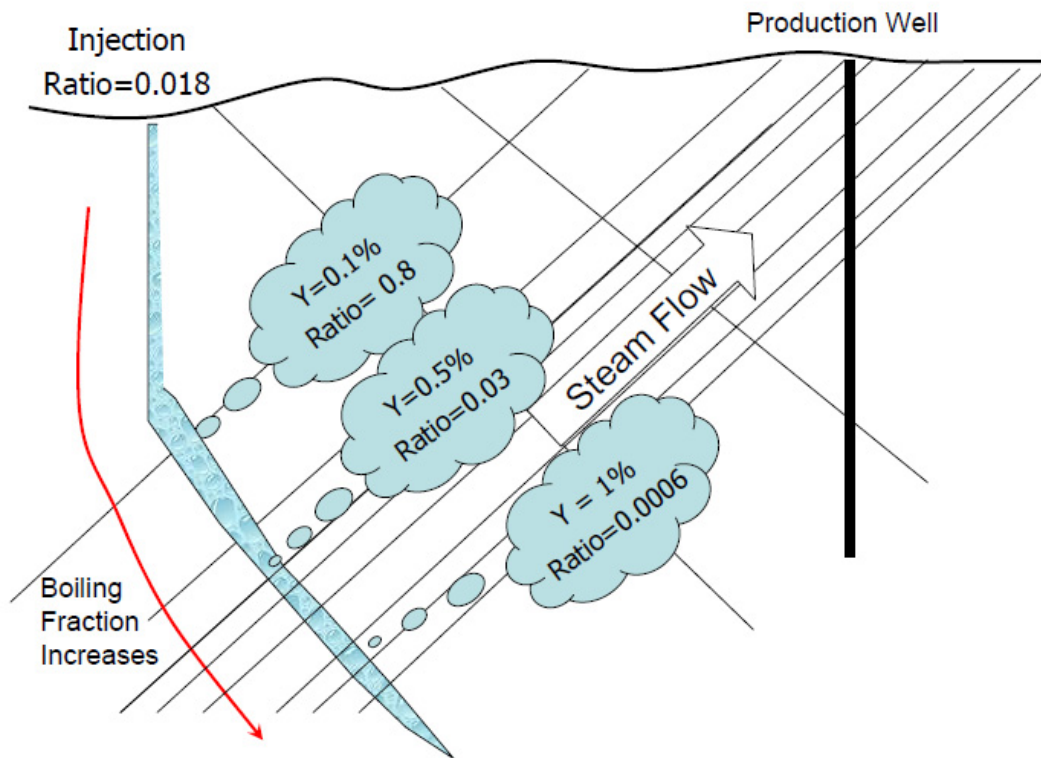 Injection
Ratio=0.018
Production Well
Y=0.1%
Ratio= 0.8
Y=0.5%
Ratio=0.03
Steam Flow
Y = 1%
Ratio=0.0006
Boiling
Fraction
Increases